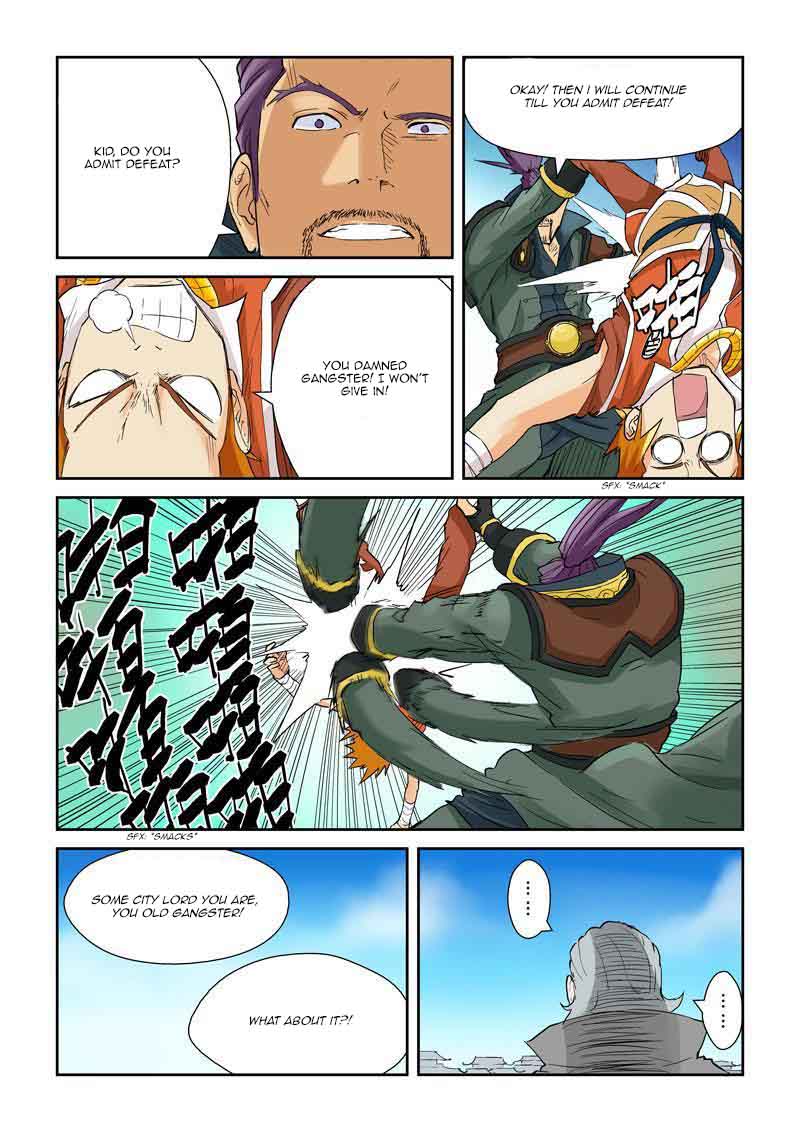 KID, DO YOU
ADMIT DEFEAT?
YOU DAMNED
GANGSTER! I WON'T
GIVE IN!
OKAY! THEN I WILL CONTINUE
TILL YOU ADMIT DEFEAT!
SFX: "SMACK"
SFX: "SMACKS"
SOME CITY LORD YOU ARE,
YOU OLD GANGSTER!
WHAT ABOUT IT?!
......
......